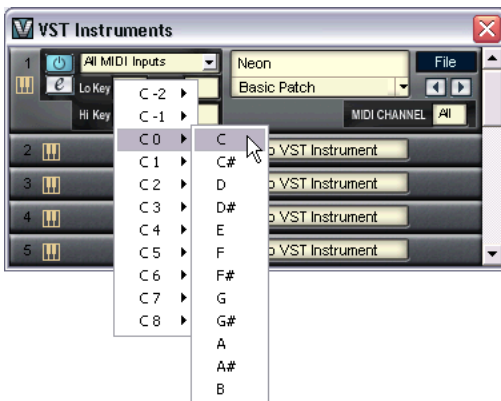 VST Instruments
1 All MIDI Inputs Neon File
e Lo Key Basic Patch
Hi Key MIDI CHANNEL All
C -2
C -1
C 0
C 1
C 2
C 3
C 4
C 5
C 6
C 7
C 8
C
C#
D
D#
E
F
F#
G
G#
A
A#
B
2 VST Instrument
3 VST Instrument
4 VST Instrument
5 VST Instrument